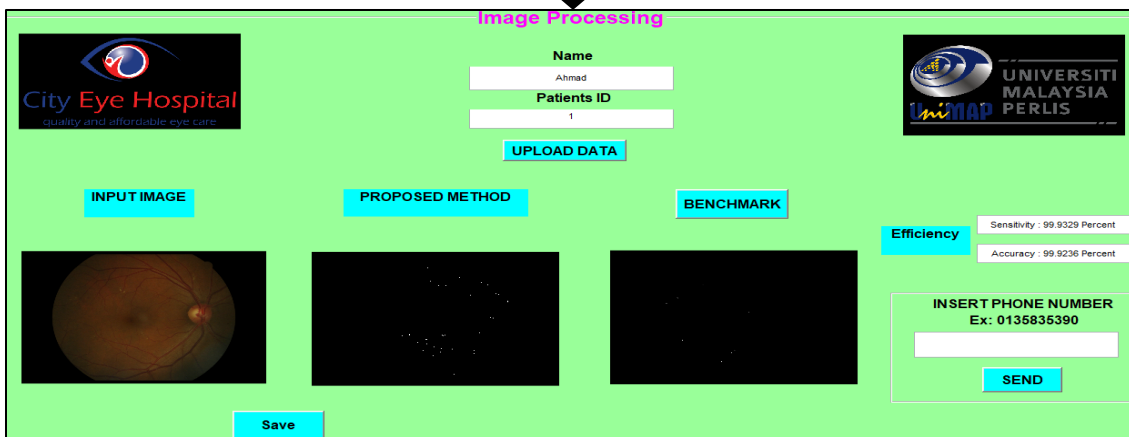 Image Processing
City Eye Hospital
quality and affordable eye care
Name
Ahmad
Patients ID
1
UPLOAD DATA
UniMAP
UNIVERSITI
MALAYSIA
PERLIS
INPUT IMAGE
PROPOSED METHOD
BENCHMARK
Efficiency
Sensitivity : 99.9329 Percent
Accuracy : 99.9236 Percent
INSERT PHONE NUMBER
Ex: 0135835390
SEND
Save